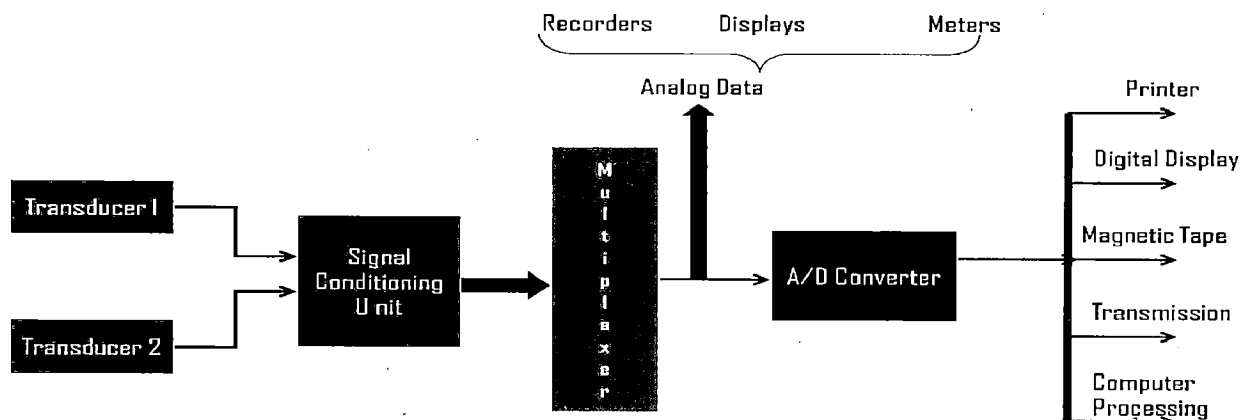 Recorders Displays Meters
Analog Data
Printer
Digital Display
Magnetic Tape
Transmission
Computer
Processing
Transducer 1
Transducer 2
Signal
Conditioning
Unit
Multiplexer
A/D Converter